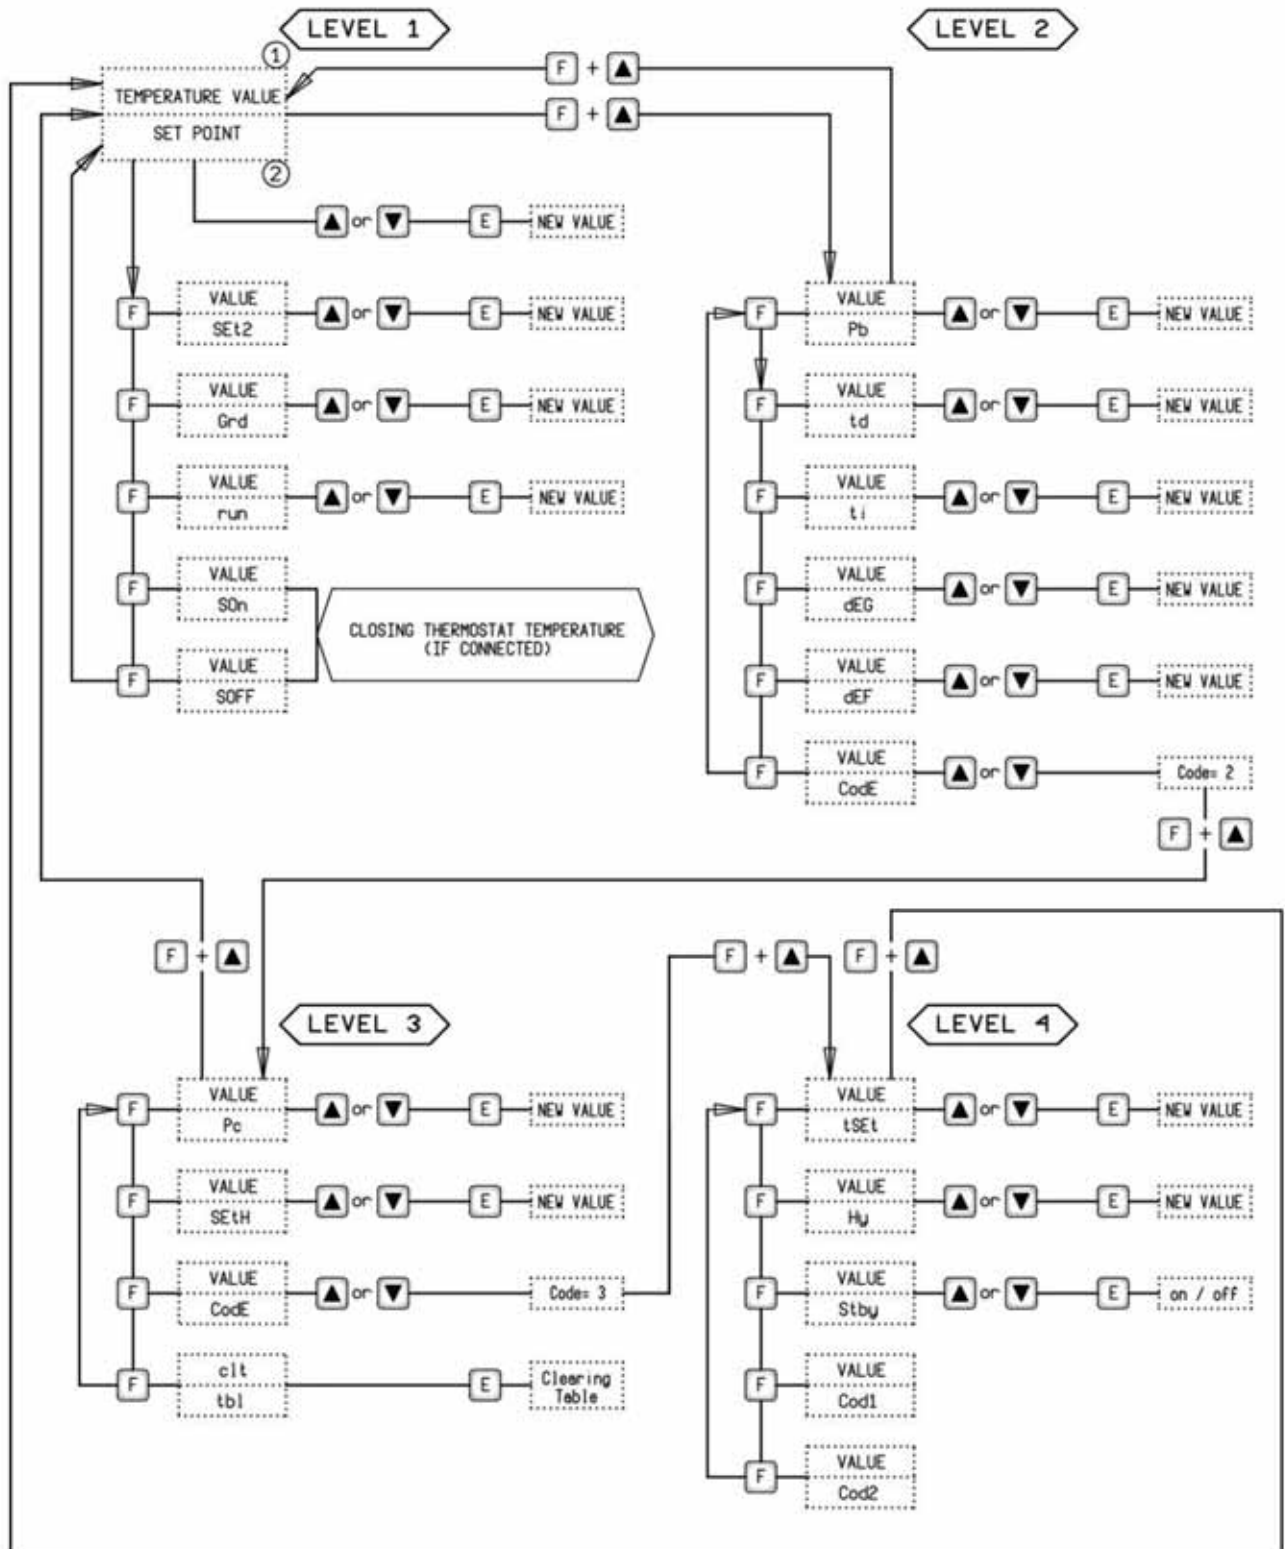 LEVEL 1
LEVEL 2
1
TEMPERATURE VALUE
SET POINT
2
F + ▲
F + ▲
▲ or ▼ E NEW VALUE
F VALUE SEt2 ▲ or ▼ E NEW VALUE
F VALUE Grd ▲ or ▼ E NEW VALUE
F VALUE run ▲ or ▼ E NEW VALUE
F VALUE SOn
F VALUE SOFF
CLOSING THERMOSTAT TEMPERATURE
(IF CONNECTED)
F VALUE Pb ▲ or ▼ E NEW VALUE
F VALUE td ▲ or ▼ E NEW VALUE
F VALUE ti ▲ or ▼ E NEW VALUE
F VALUE dEG ▲ or ▼ E NEW VALUE
F VALUE dEF ▲ or ▼ E NEW VALUE
F VALUE CodE ▲ or ▼ Code= 2
F + ▲
F + ▲
F + ▲
F + ▲
LEVEL 3
LEVEL 4
F VALUE Pc ▲ or ▼ E NEW VALUE
F VALUE SEtH ▲ or ▼ E NEW VALUE
F VALUE CodE ▲ or ▼ Code= 3
F clt tbl E Clearing Table
F VALUE tSEt ▲ or ▼ E NEW VALUE
F VALUE Hy ▲ or ▼ E NEW VALUE
F VALUE Stby ▲ or ▼ E on / off
F VALUE Cod1
F VALUE Cod2